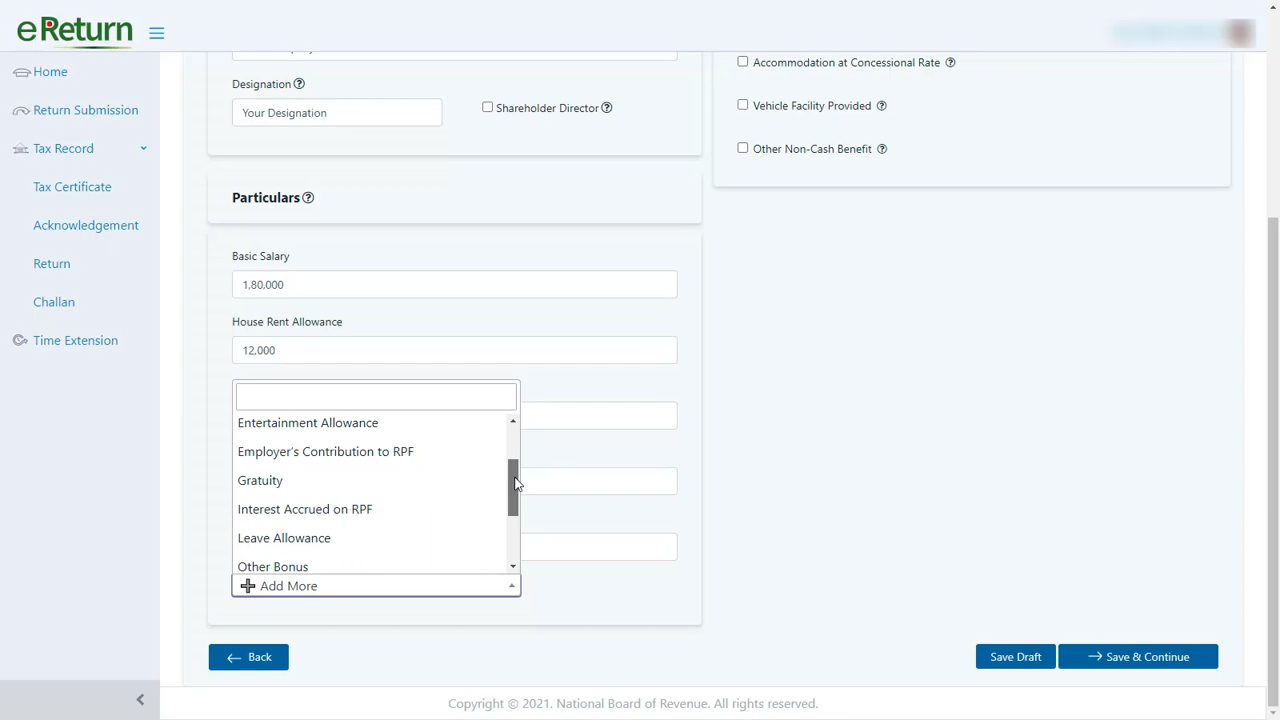 eReturn
Home
Return Submission
Tax Record
Tax Certificate
Acknowledgement
Return
Challan
Time Extension
Designation
Your Designation
Shareholder Director
Particulars
Basic Salary
1,80,000
House Rent Allowance
12,000
Entertainment Allowance
Employer's Contribution to RPF
Gratuity
Interest Accrued on RPF
Leave Allowance
Other Bonus
Add More
Accommodation at Concessional Rate
Vehicle Facility Provided
Other Non-Cash Benefit
Back
Save Draft
Save & Continue
Copyright © 2021. National Board of Revenue. All rights reserved.